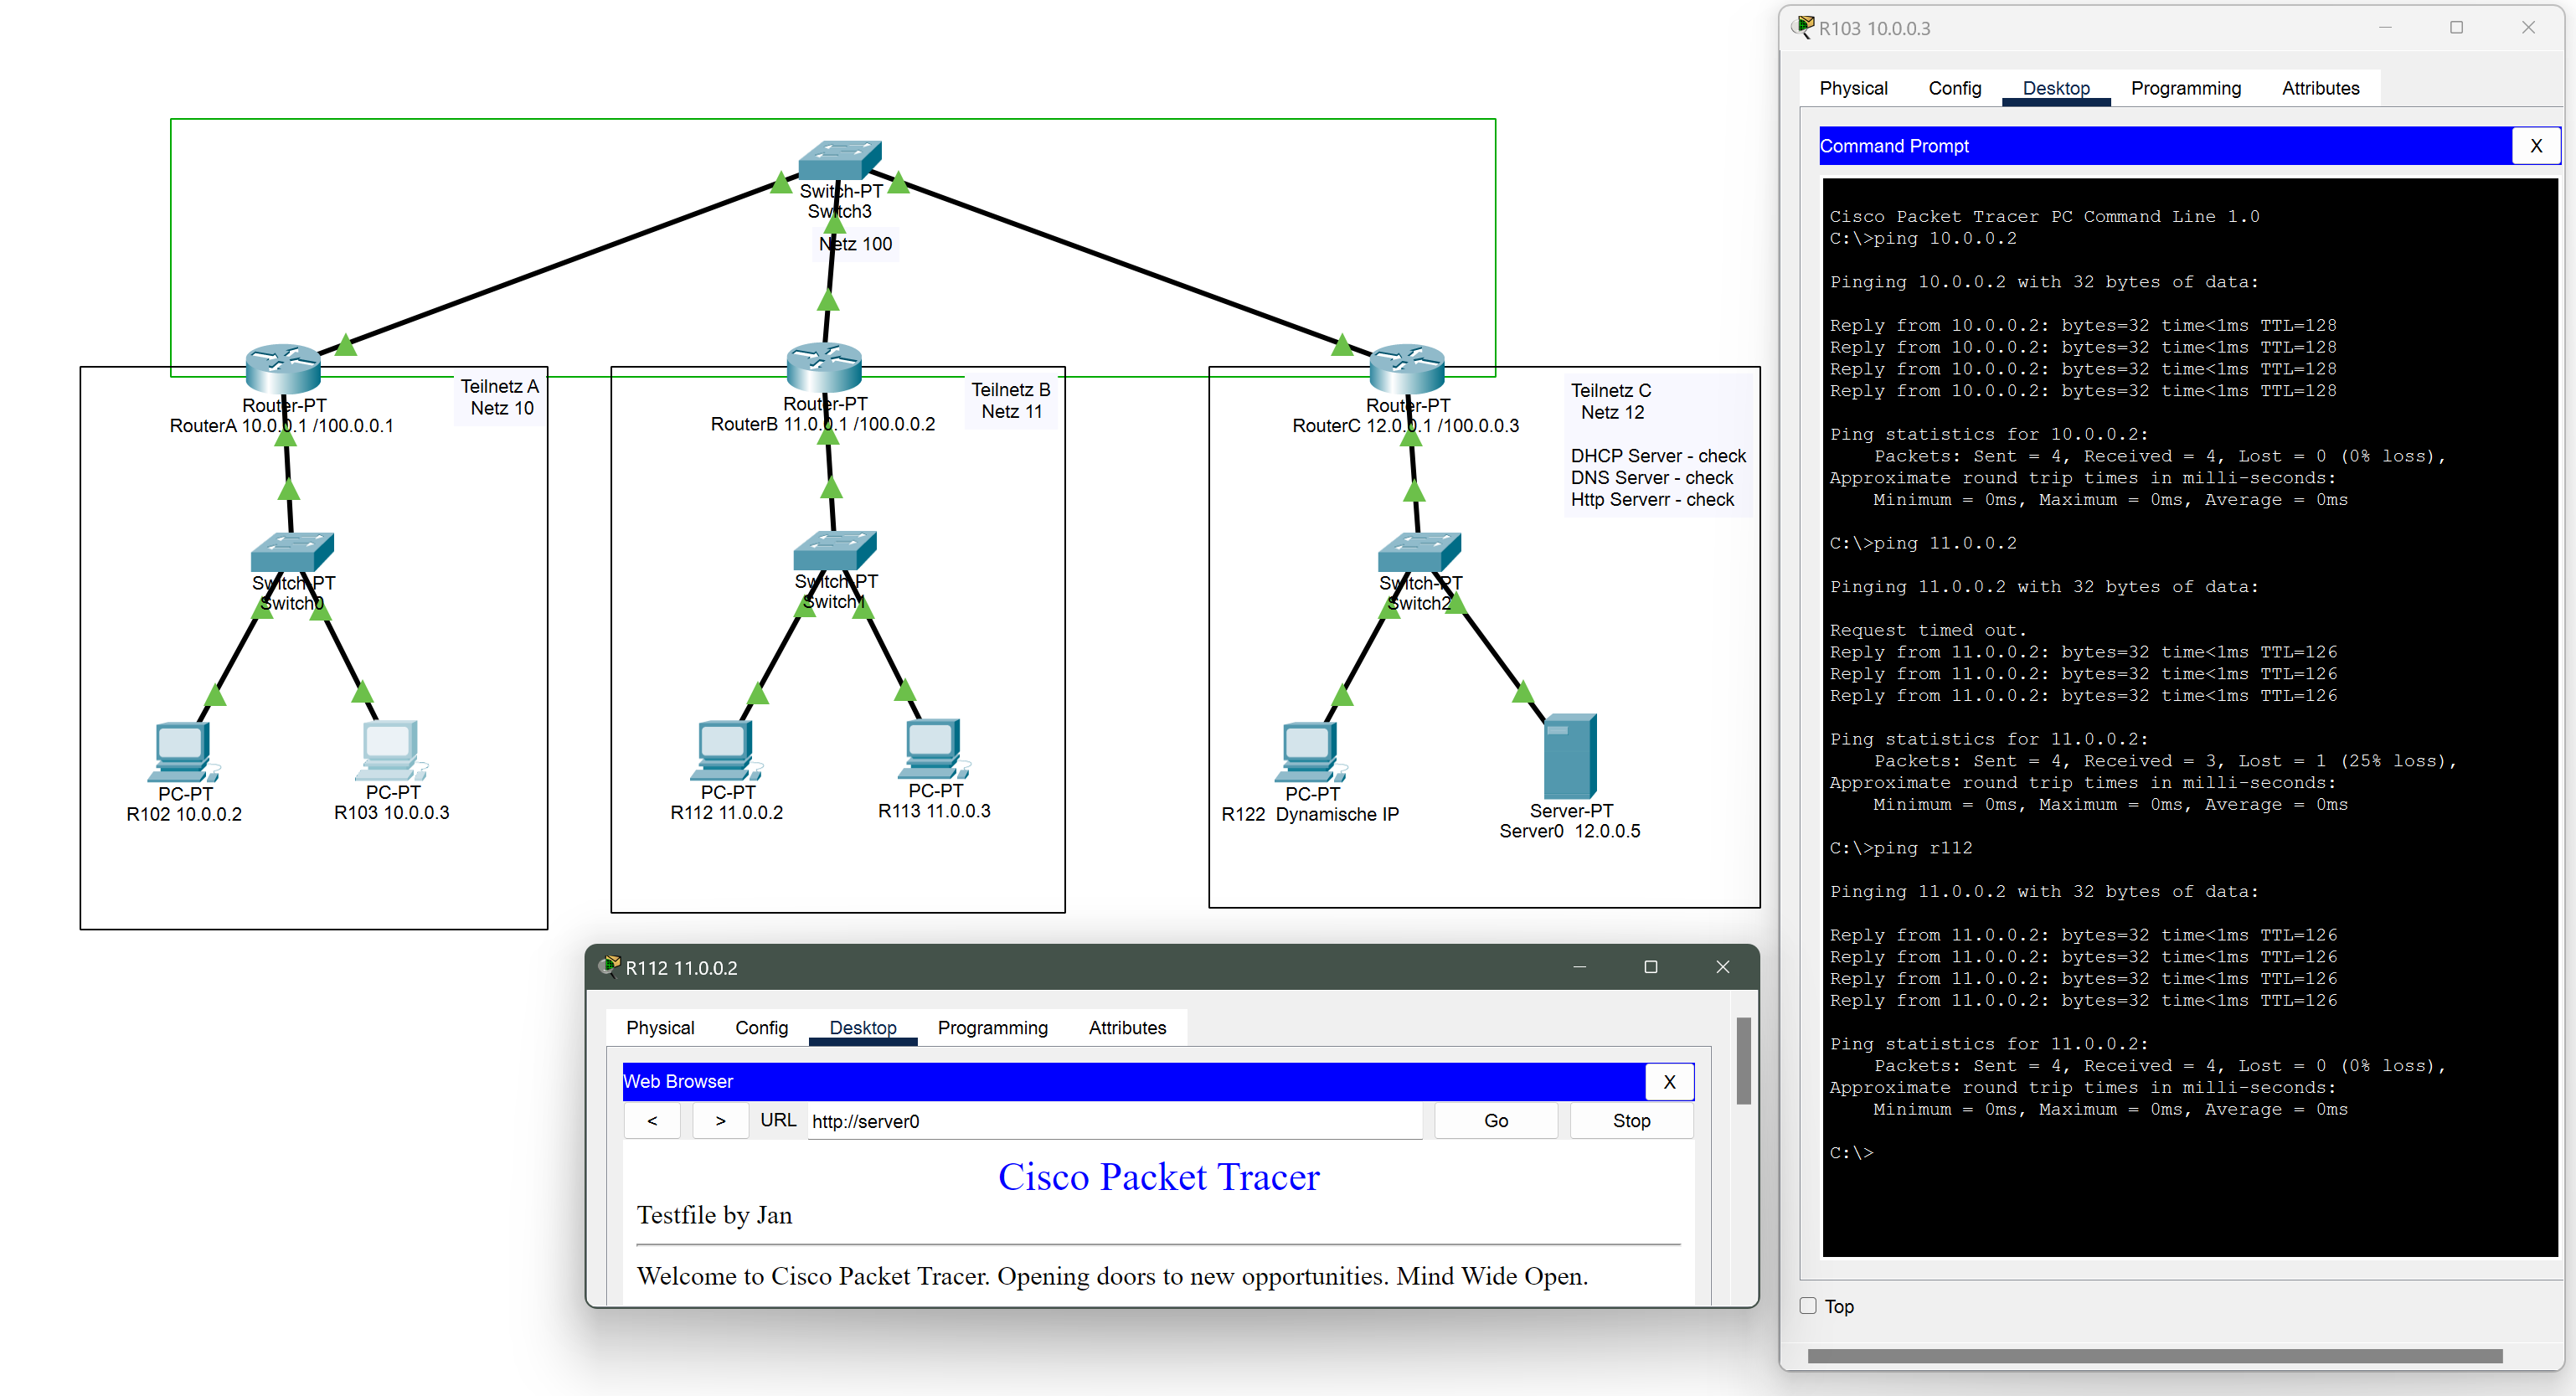 Switch-PT
Switch3
Netz 100
Teilnetz A
Netz 10
Router-PT
RouterA 10.0.0.1 /100.0.0.1
Switch-PT
Switch0
PC-PT
R102 10.0.0.2
PC-PT
R103 10.0.0.3
Teilnetz B
Netz 11
Router-PT
RouterB 11.0.0.1 /100.0.0.2
Switch-PT
Switch1
PC-PT
R112 11.0.0.2
PC-PT
R113 11.0.0.3
Teilnetz C
Netz 12
DHCP Server - check
DNS Server - check
Http Serverr - check
Router-PT
RouterC 12.0.0.1 /100.0.0.3
Switch-PT
Switch2
PC-PT
R122 Dynamische IP
Server-PT
Server0 12.0.0.5
R112 11.0.0.2
Physical Config Desktop Programming Attributes
Web Browser X
< > URL http://server0 Go Stop
Cisco Packet Tracer
Testfile by Jan
Welcome to Cisco Packet Tracer. Opening doors to new opportunities. Mind Wide Open.
R103 10.0.0.3
Physical Config Desktop Programming Attributes
Command Prompt X
Cisco Packet Tracer PC Command Line 1.0
C:\>ping 10.0.0.2
Pinging 10.0.0.2 with 32 bytes of data:
Reply from 10.0.0.2: bytes=32 time<1ms TTL=128
Reply from 10.0.0.2: bytes=32 time<1ms TTL=128
Reply from 10.0.0.2: bytes=32 time<1ms TTL=128
Reply from 10.0.0.2: bytes=32 time<1ms TTL=128
Ping statistics for 10.0.0.2:
Packets: Sent = 4, Received = 4, Lost = 0 (0% loss),
Approximate round trip times in milli-seconds:
Minimum = 0ms, Maximum = 0ms, Average = 0ms
C:\>ping 11.0.0.2
Pinging 11.0.0.2 with 32 bytes of data:
Request timed out.
Reply from 11.0.0.2: bytes=32 time<1ms TTL=126
Reply from 11.0.0.2: bytes=32 time<1ms TTL=126
Reply from 11.0.0.2: bytes=32 time<1ms TTL=126
Ping statistics for 11.0.0.2:
Packets: Sent = 4, Received = 3, Lost = 1 (25% loss),
Approximate round trip times in milli-seconds:
Minimum = 0ms, Maximum = 0ms, Average = 0ms
C:\>ping r112
Pinging 11.0.0.2 with 32 bytes of data:
Reply from 11.0.0.2: bytes=32 time<1ms TTL=126
Reply from 11.0.0.2: bytes=32 time<1ms TTL=126
Reply from 11.0.0.2: bytes=32 time<1ms TTL=126
Reply from 11.0.0.2: bytes=32 time<1ms TTL=126
Ping statistics for 11.0.0.2:
Packets: Sent = 4, Received = 4, Lost = 0 (0% loss),
Approximate round trip times in milli-seconds:
Minimum = 0ms, Maximum = 0ms, Average = 0ms
C:\>
Top